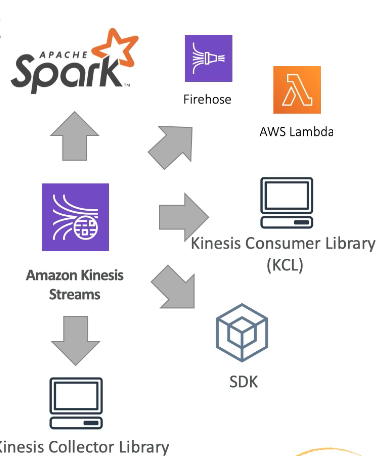 APACHE
Spark
Firehose
AWS Lambda
Kinesis Consumer Library
(KCL)
Amazon Kinesis
Streams
SDK
Kinesis Collector Library